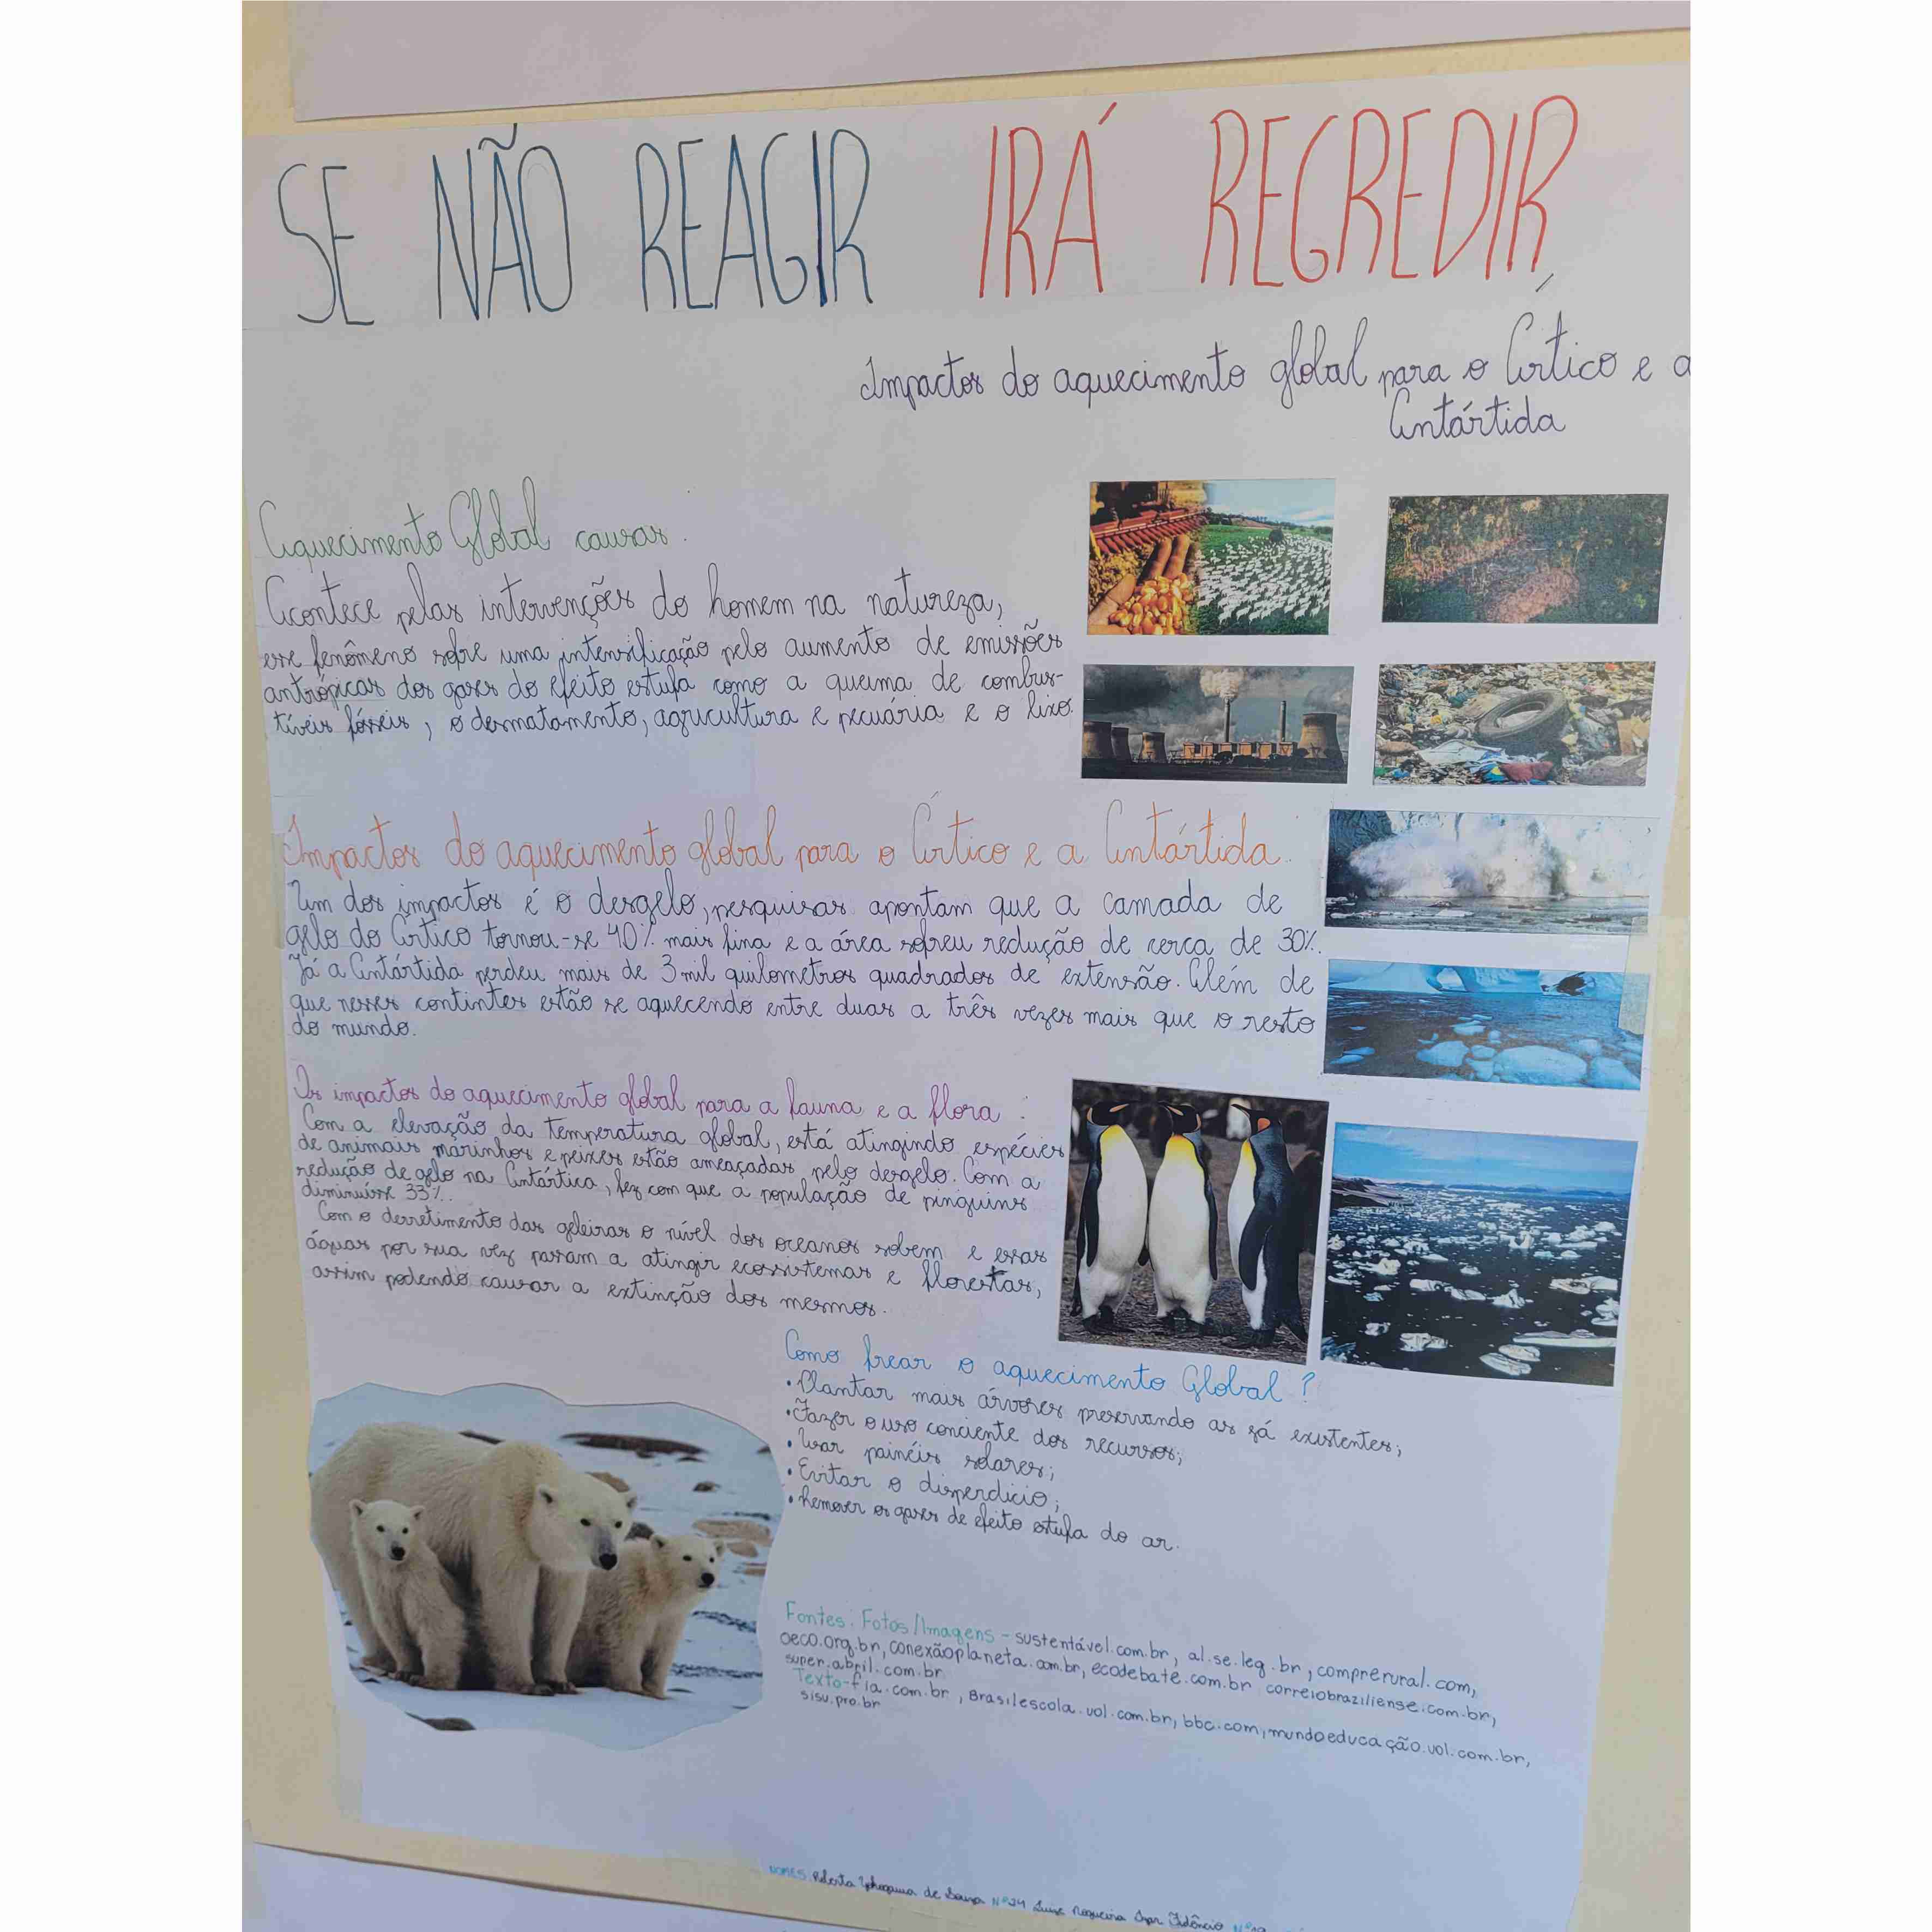 SE NÃO REAGIR IRÁ REGREDIR
Impactos do aquecimento global para o Ártico e a
Antártida
Aquecimento Global causas:
Acontece pelas intervenções do homem na natureza,
esse fenômeno sofre uma intensificação pelo aumento de emissões
antrópicas dos gases do efeito estufa como a queima de combus-
tíveis fósseis, o desmatamento, agricultura e pecuária e o lixo.
Impactos do aquecimento global para o Ártico e a Antártida:
Um dos impactos é o desgelo, pesquisas apontam que a camada de
gelo do Ártico tornou-se 40% mais fina e a área sofreu redução de cerca de 30%.
Já a Antártida perdeu mais de 3 mil quilometros quadrados de extensão. Além de
que nesses contintes estão se aquecendo entre duas a três vezes mais que o resto
do mundo.
Os impactos do aquecimento global para a fauna e a flora:
Com a elevação da temperatura global, está atingindo espécies
de animais marinhos e peixes estão ameaçadas pelo desgelo. Com a
redução de gelo na Antártica, fez com que a população de pinguins
diminuisse 33%.
Com o derretimento das geleiras o nível dos oceanos sobem e essas
águas por sua vez passam a atingir ecossistemas e florestas,
assim podendo causar a extinção dos mesmos.
Como frear o aquecimento Global?
•Plantar mais árvores preservando as já existentes;
•Fazer o uso conciente dos recursos;
•Usar painéis solares;
•Evitar o disperdicio;
•Remover os gases de efeito estufa do ar.
Fontes: Fotos/Imagens - sustentável.com.br, al.se.leg.br, comprerural.com,
oeco.org.br, conexãoplaneta.com.br, ecodebate.com.br correiobraziliense.com.br,
super.abril.com.br
Texto-fia.com.br, Brasilescola.uol.com.br, bbc.com, mundoeducação.uol.com.br,
sisu.pro.br
NOMES: de Souza Nº24 Nogueira Nº